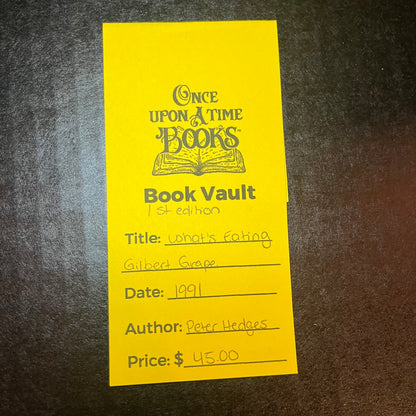 Once
UPON A TIME
BOOKS™
Book Vault
1st edition
Title: What's Eating
Gilbert Grape
Date: 1991
Author: Peter Hedges
Price: $ 45.00